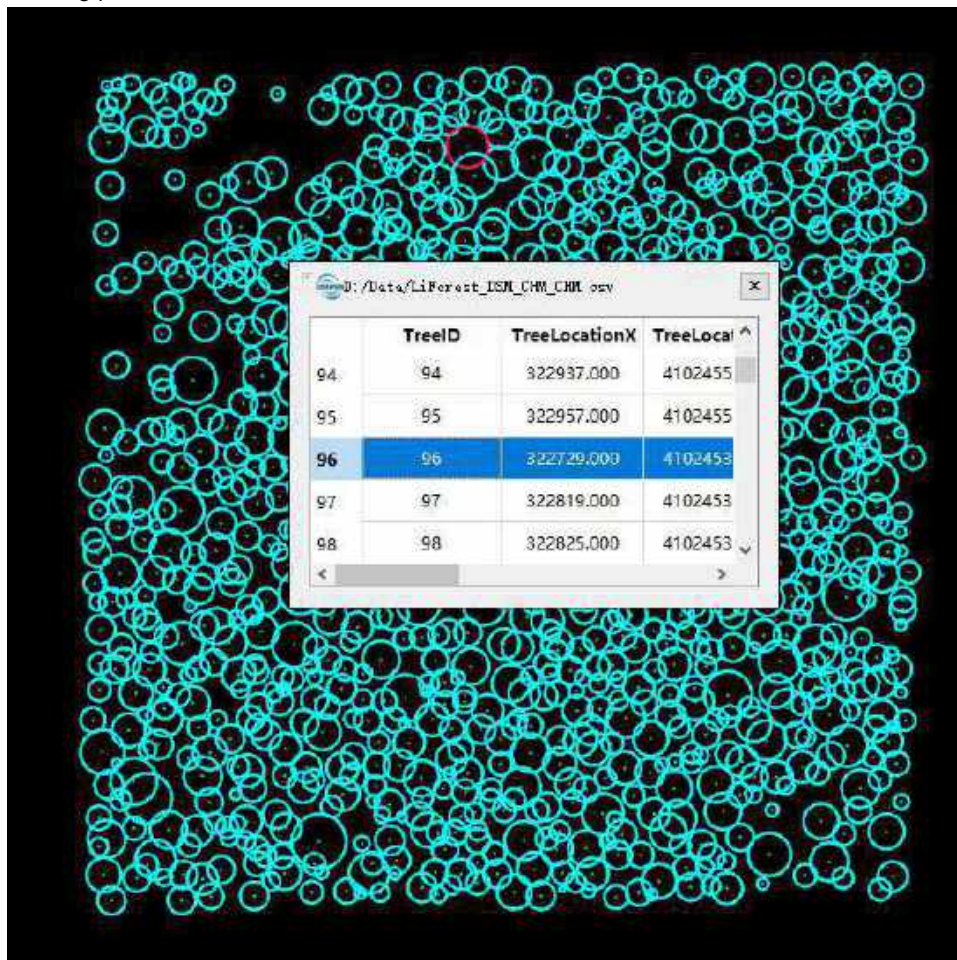 D:/Data/LiForest_DSM_CHM_CHM csv
TreeID TreeLocationX TreeLocat
94 94 322937.000 4102455
95 95 322957.000 4102455
96 96 322729.000 4102453
97 97 322819.000 4102453
98 98 322825.000 4102453